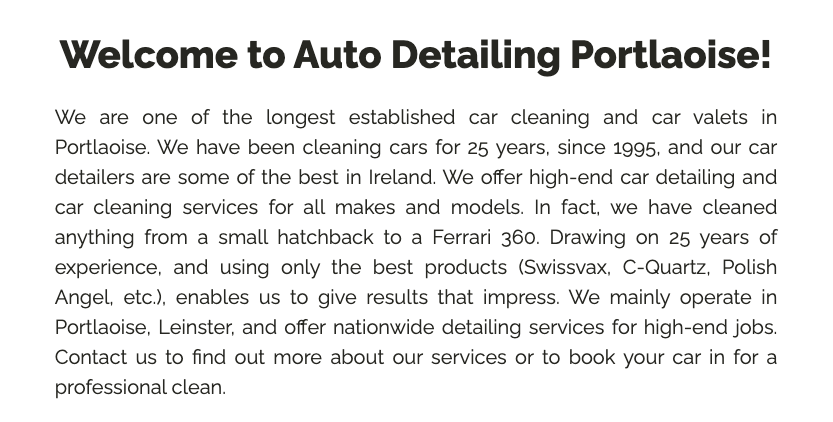 Welcome to Auto Detailing Portlaoise!
We are one of the longest established car cleaning and car valets in
Portlaoise. We have been cleaning cars for 25 years, since 1995, and our car
detailers are some of the best in Ireland. We offer high-end car detailing and
car cleaning services for all makes and models. In fact, we have cleaned
anything from a small hatchback to a Ferrari 360. Drawing on 25 years of
experience, and using only the best products (Swissvax, C-Quartz, Polish
Angel, etc.), enables us to give results that impress. We mainly operate in
Portlaoise, Leinster, and offer nationwide detailing services for high-end jobs.
Contact us to find out more about our services or to book your car in for a
professional clean.